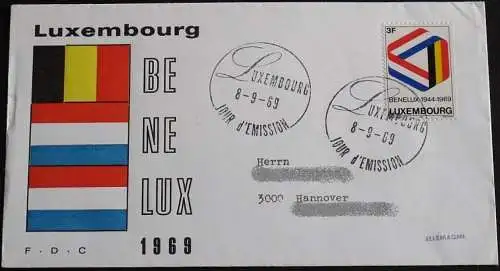 Luxembourg
BE
NE
LUX
1969
F. D. C
Luxembourg
8-9-69
JOUR d'EMISSION
3F
BENELUX 1944-1969
LUXEMBOURG
Luxembourg
8-9-69
JOUR d'EMISSION
Herrn
3000 Hannover